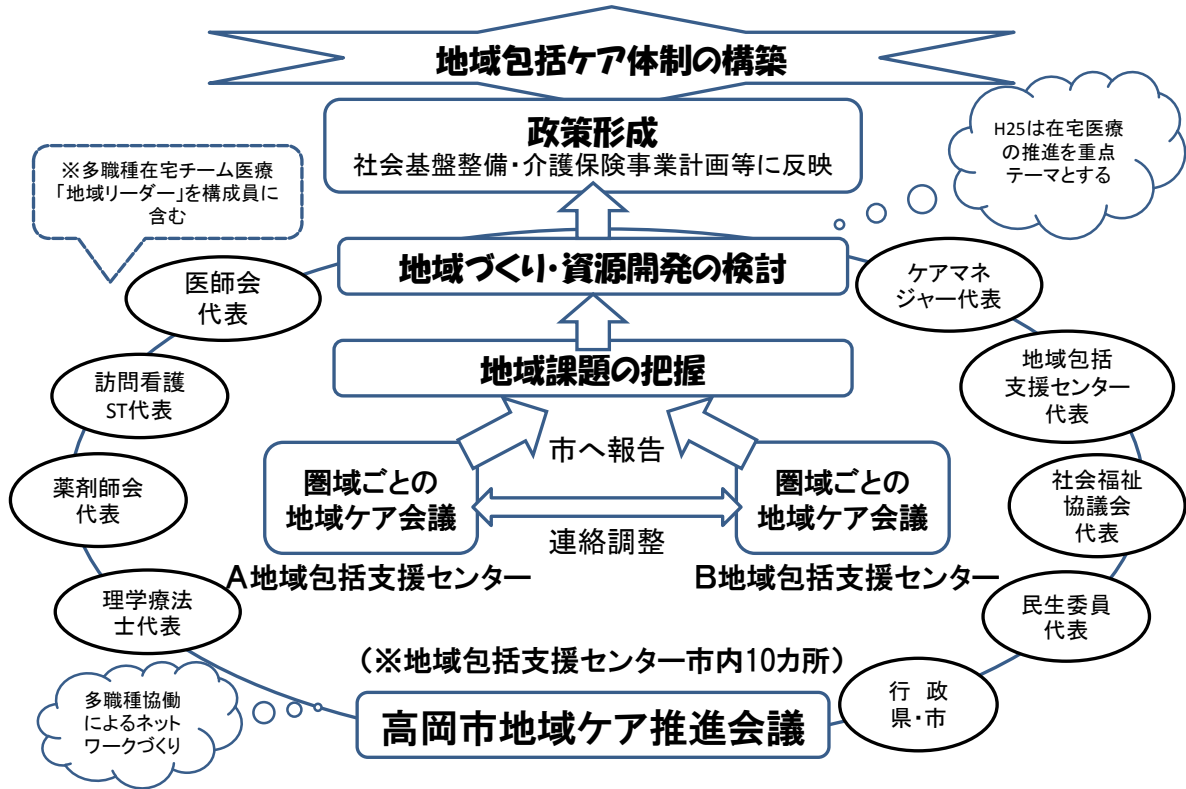 地域包括ケア体制の構築
政策形成
社会基盤整備・介護保険事業計画等に反映
H25は在宅医療
の推進を重点
テーマとする
※多職種在宅チーム医療
「地域リーダー」を構成員に
含む
地域づくり・資源開発の検討
医師会
代表
ケアマネ
ジャー代表
地域課題の把握
訪問看護
ST代表
地域包括
支援センター
代表
市へ報告
圏域ごとの
地域ケア会議
圏域ごとの
地域ケア会議
連絡調整
薬剤師会
代表
社会福祉
協議会
代表
A地域包括支援センター
B地域包括支援センター
理学療法
士代表
民生委員
代表
（※地域包括支援センター市内10カ所）
行　政
県・市
多職種協働
によるネット
ワークづくり
高岡市地域ケア推進会議